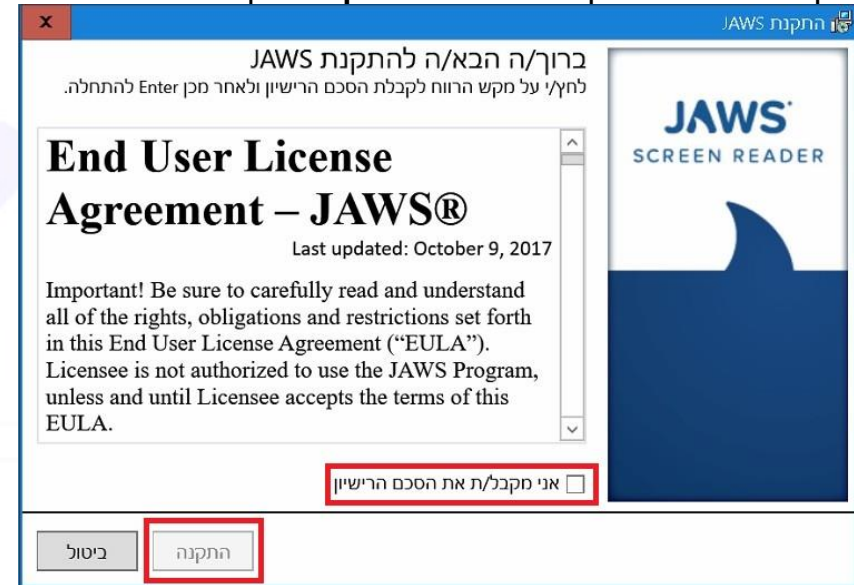 התקנת JAWS
x
ברוך/ה הבא/ה להתקנת JAWS
לחץ/י על מקש הרווח לקבלת הסכם הרישיון ולאחר מכן Enter להתחלה.
JAWS
SCREEN READER
End User License
Agreement – JAWS®
Last updated: October 9, 2017
Important! Be sure to carefully read and understand
all of the rights, obligations and restrictions set forth
in this End User License Agreement (“EULA”).
Licensee is not authorized to use the JAWS Program,
unless and until Licensee accepts the terms of this
EULA.
אני מקבל/ת את הסכם הרישיון
התקנה
ביטול